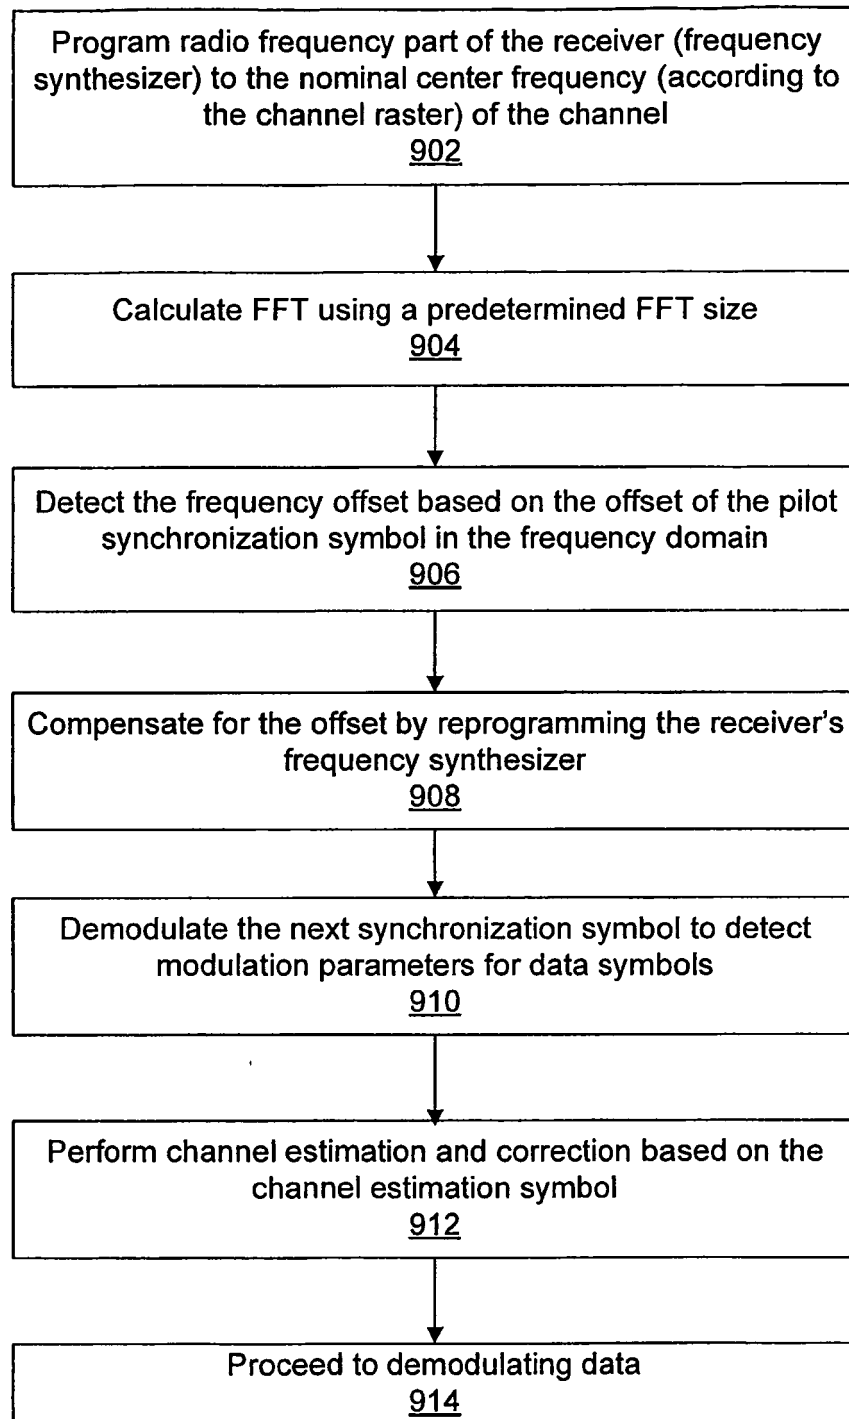 Program radio frequency part of the receiver (frequency
synthesizer) to the nominal center frequency (according to
the channel raster) of the channel
902
Calculate FFT using a predetermined FFT size
904
Detect the frequency offset based on the offset of the pilot
synchronization symbol in the frequency domain
906
Compensate for the offset by reprogramming the receiver's
frequency synthesizer
908
Demodulate the next synchronization symbol to detect
modulation parameters for data symbols
910
Perform channel estimation and correction based on the
channel estimation symbol
912
Proceed to demodulating data
914